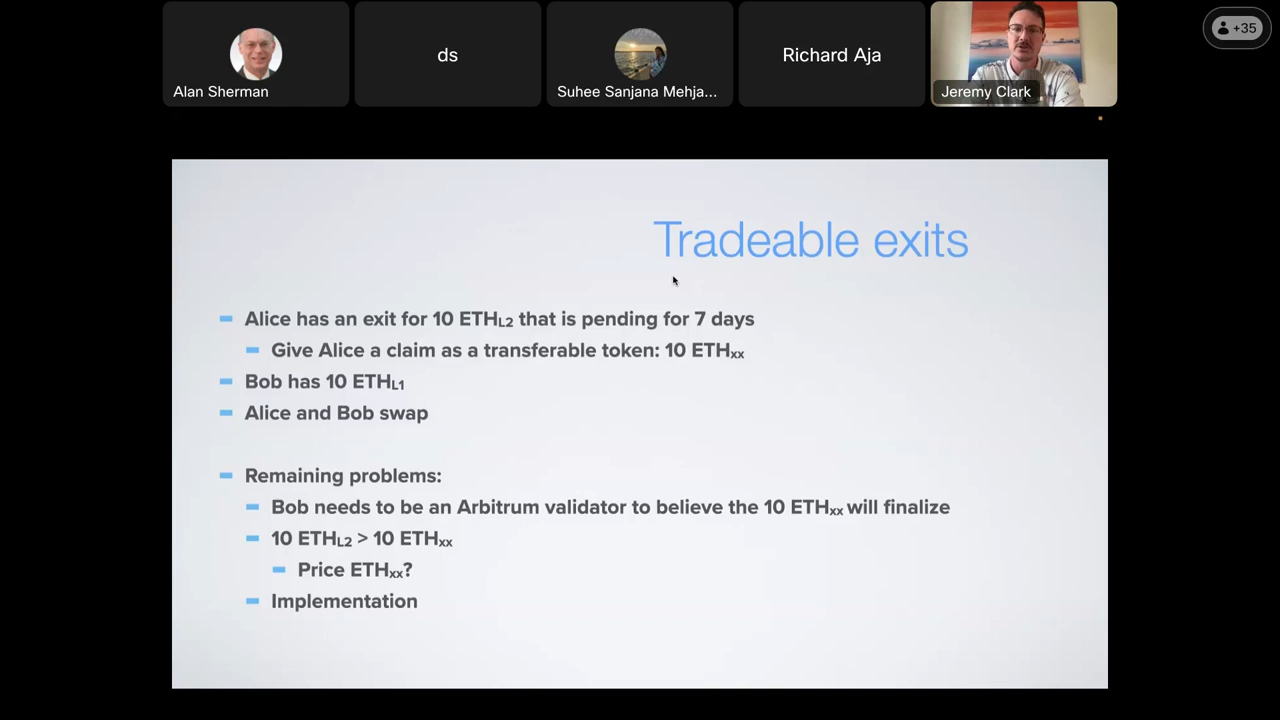 Alan Sherman
ds
Suhee Sanjana Mehja...
Richard Aja
Jeremy Clark
+35
Tradeable exits
Alice has an exit for 10 ETHL2 that is pending for 7 days
Give Alice a claim as a transferable token: 10 ETHxx
Bob has 10 ETHL1
Alice and Bob swap
Remaining problems:
Bob needs to be an Arbitrum validator to believe the 10 ETHxx will finalize
10 ETHL2 > 10 ETHxx
Price ETHxx?
Implementation